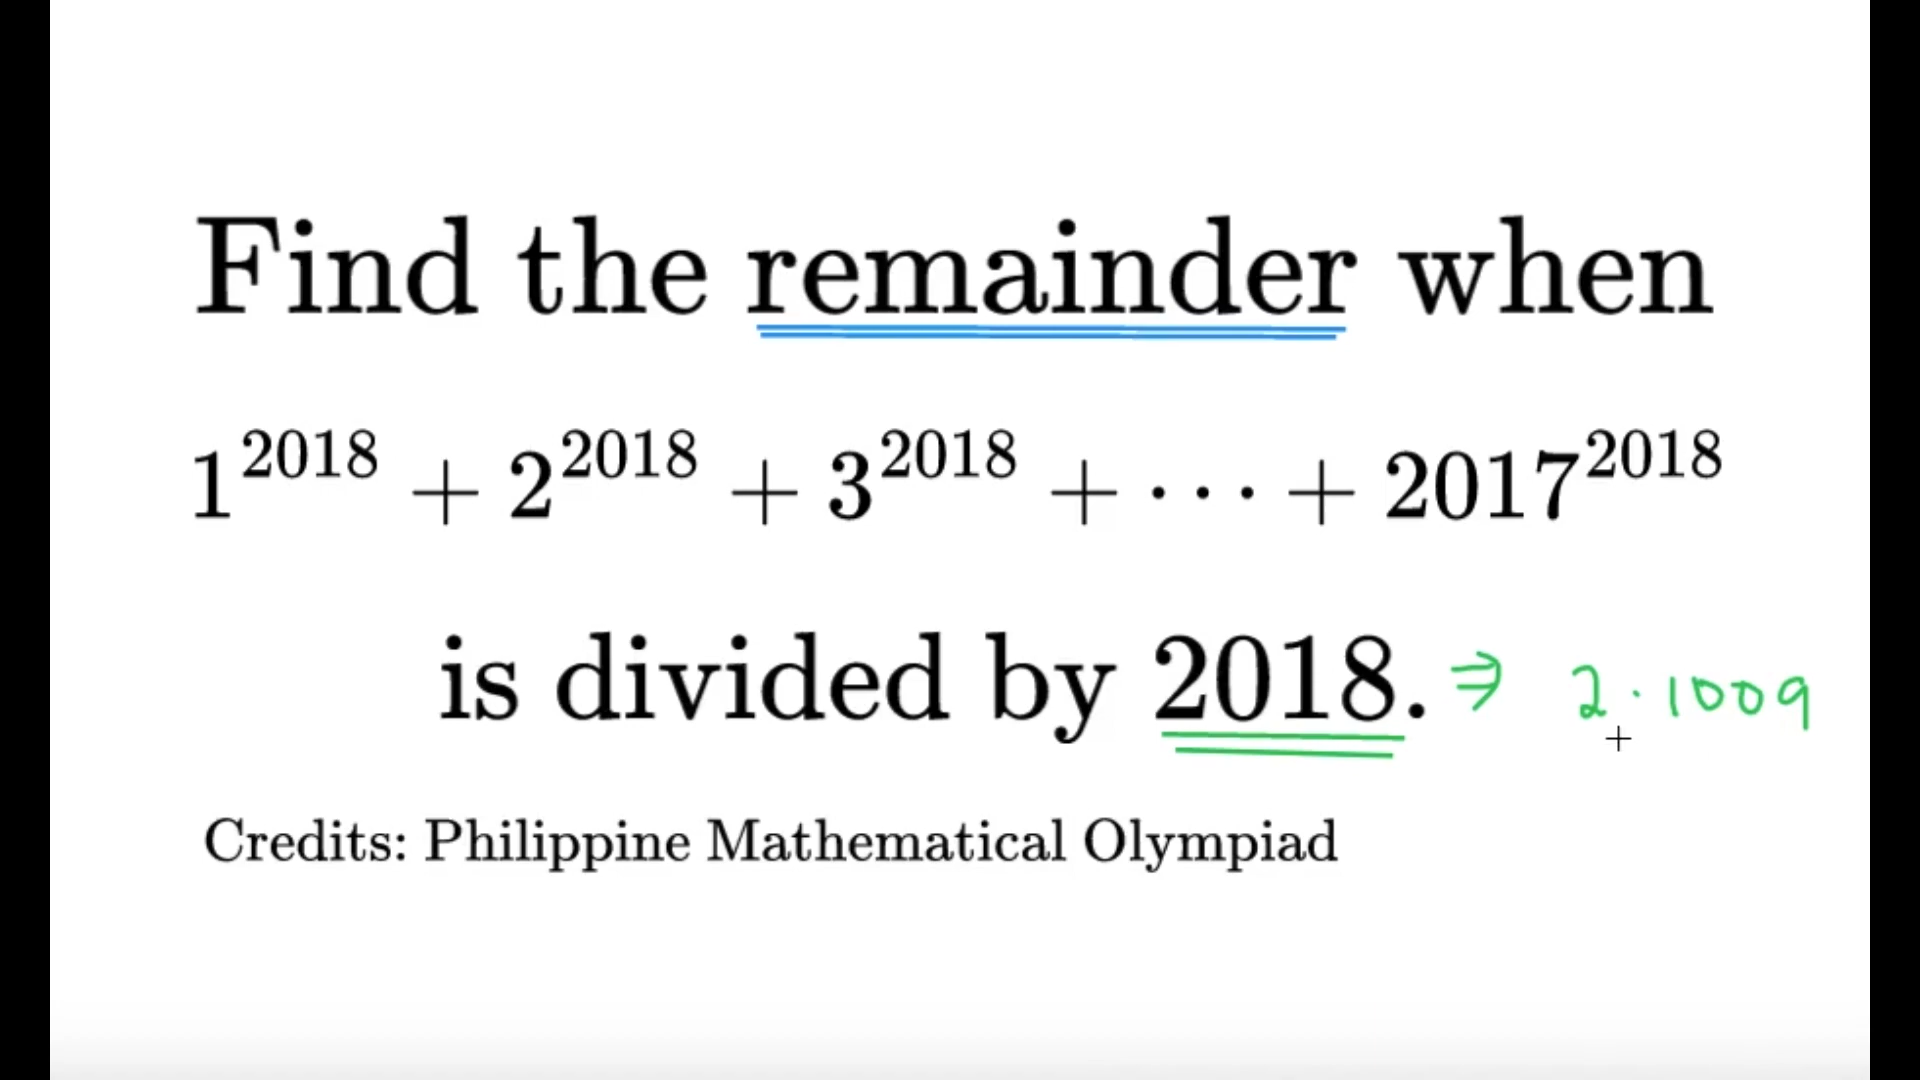 Find the remainder when
1^2018 + 2^2018 + 3^2018 + ··· + 2017^2018
is divided by 2018. ⇒ 2·1009
Credits: Philippine Mathematical Olympiad